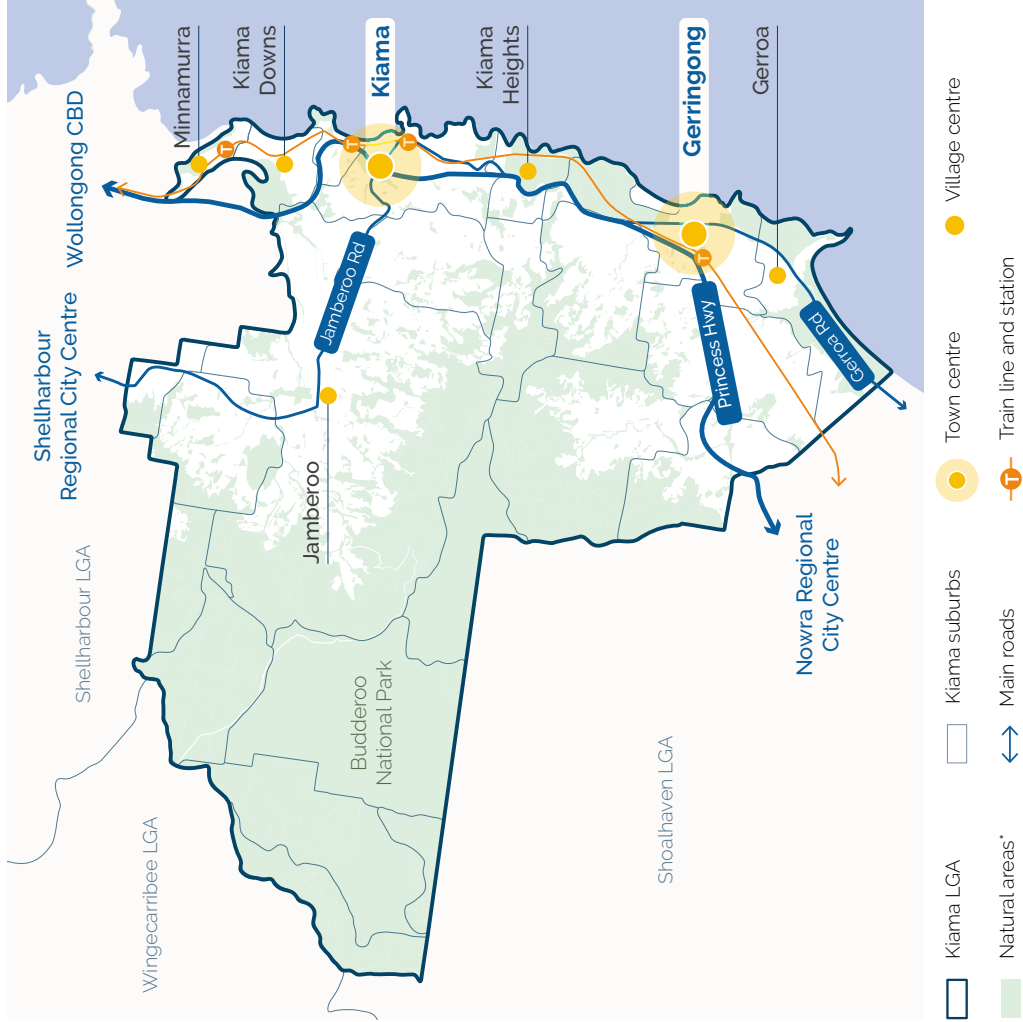 Shellharbour
Regional City Centre
Wollongong CBD
Minnamurra
Kiama
Downs
Kiama
Kiama
Heights
Gerringong
Gerroa
Shellharbour LGA
Wingecarribee LGA
Jamberoo Rd
Jamberoo
T
T
T
T
Princess Hwy
Gerroa Rd
Budderoo
National Park
Nowra Regional
City Centre
Shoalhaven LGA
Kiama LGA
Kiama suburbs
Town centre
Village centre
Natural areas*
Main roads
T
Train line and station